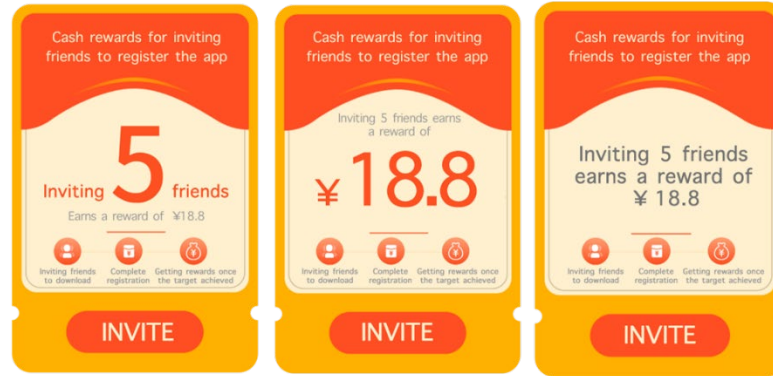 Cash rewards for inviting
friends to register the app
Inviting 5 friends
Earns a reward of ¥18.8
Inviting friends
to download
Complete
registration
Getting rewards once
the target achieved
INVITE
Cash rewards for inviting
friends to register the app
Inviting 5 friends earns
a reward of
¥ 18.8
Inviting friends
to download
Complete
registration
Getting rewards once
the target achieved
INVITE
Cash rewards for inviting
friends to register the app
Inviting 5 friends
earns a reward of
¥ 18.8
Inviting friends
to download
Complete
registration
Getting rewards once
the target achieved
INVITE